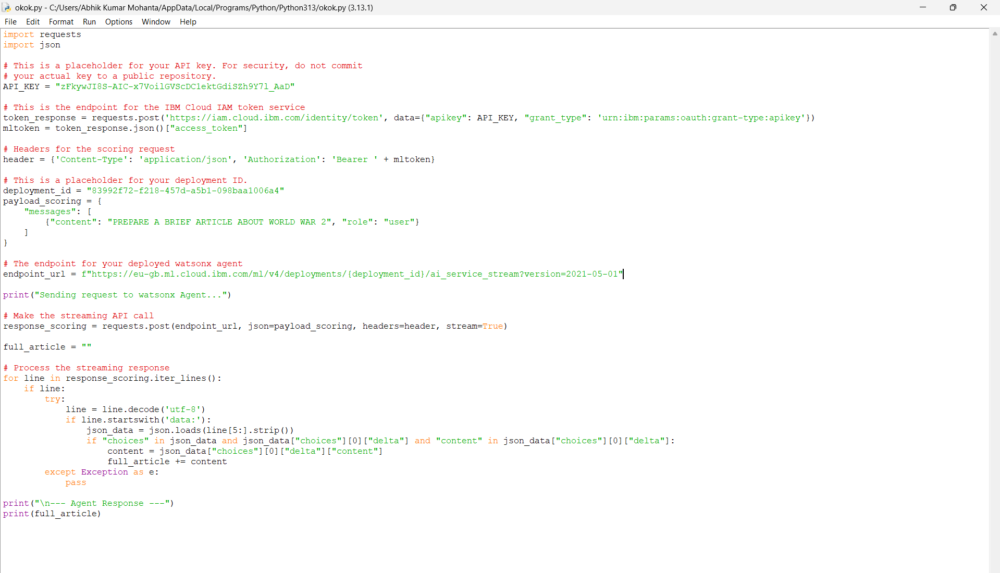 okok.py - C:/Users/Abhik Kumar Mohanta/AppData/Local/Programs/Python/Python313/okok.py (3.13.1)
File Edit Format Run Options Window Help
import requests
import json

# This is a placeholder for your API key. For security, do not commit
# your actual key to a public repository.
API_KEY = "zFkywJI8S-AIC-x7VoilGVScDC1ektGdiSZh9Y7l_AaD"

# This is the endpoint for the IBM Cloud IAM token service
token_response = requests.post('https://iam.cloud.ibm.com/identity/token', data={"apikey": API_KEY, "grant_type": 'urn:ibm:params:oauth:grant-type:apikey'})
mltoken = token_response.json()["access_token"]

# Headers for the scoring request
header = {'Content-Type': 'application/json', 'Authorization': 'Bearer ' + mltoken}

# This is a placeholder for your deployment ID.
deployment_id = "83992f72-f218-457d-a5b1-098baa1006a4"
payload_scoring = {
    "messages": [
        {"content": "PREPARE A BRIEF ARTICLE ABOUT WORLD WAR 2", "role": "user"}
    ]
}

# The endpoint for your deployed watsonx agent
endpoint_url = f"https://eu-gb.ml.cloud.ibm.com/ml/v4/deployments/{deployment_id}/ai_service_stream?version=2021-05-01"

print("Sending request to watsonx Agent...")

# Make the streaming API call
response_scoring = requests.post(endpoint_url, json=payload_scoring, headers=header, stream=True)

full_article = ""

# Process the streaming response
for line in response_scoring.iter_lines():
    if line:
        try:
            line = line.decode('utf-8')
            if line.startswith('data:'):
                json_data = json.loads(line[5:].strip())
                if "choices" in json_data and json_data["choices"][0]["delta"] and "content" in json_data["choices"][0]["delta"]:
                    content = json_data["choices"][0]["delta"]["content"]
                    full_article += content
        except Exception as e:
            pass

print("\n--- Agent Response ---")
print(full_article)